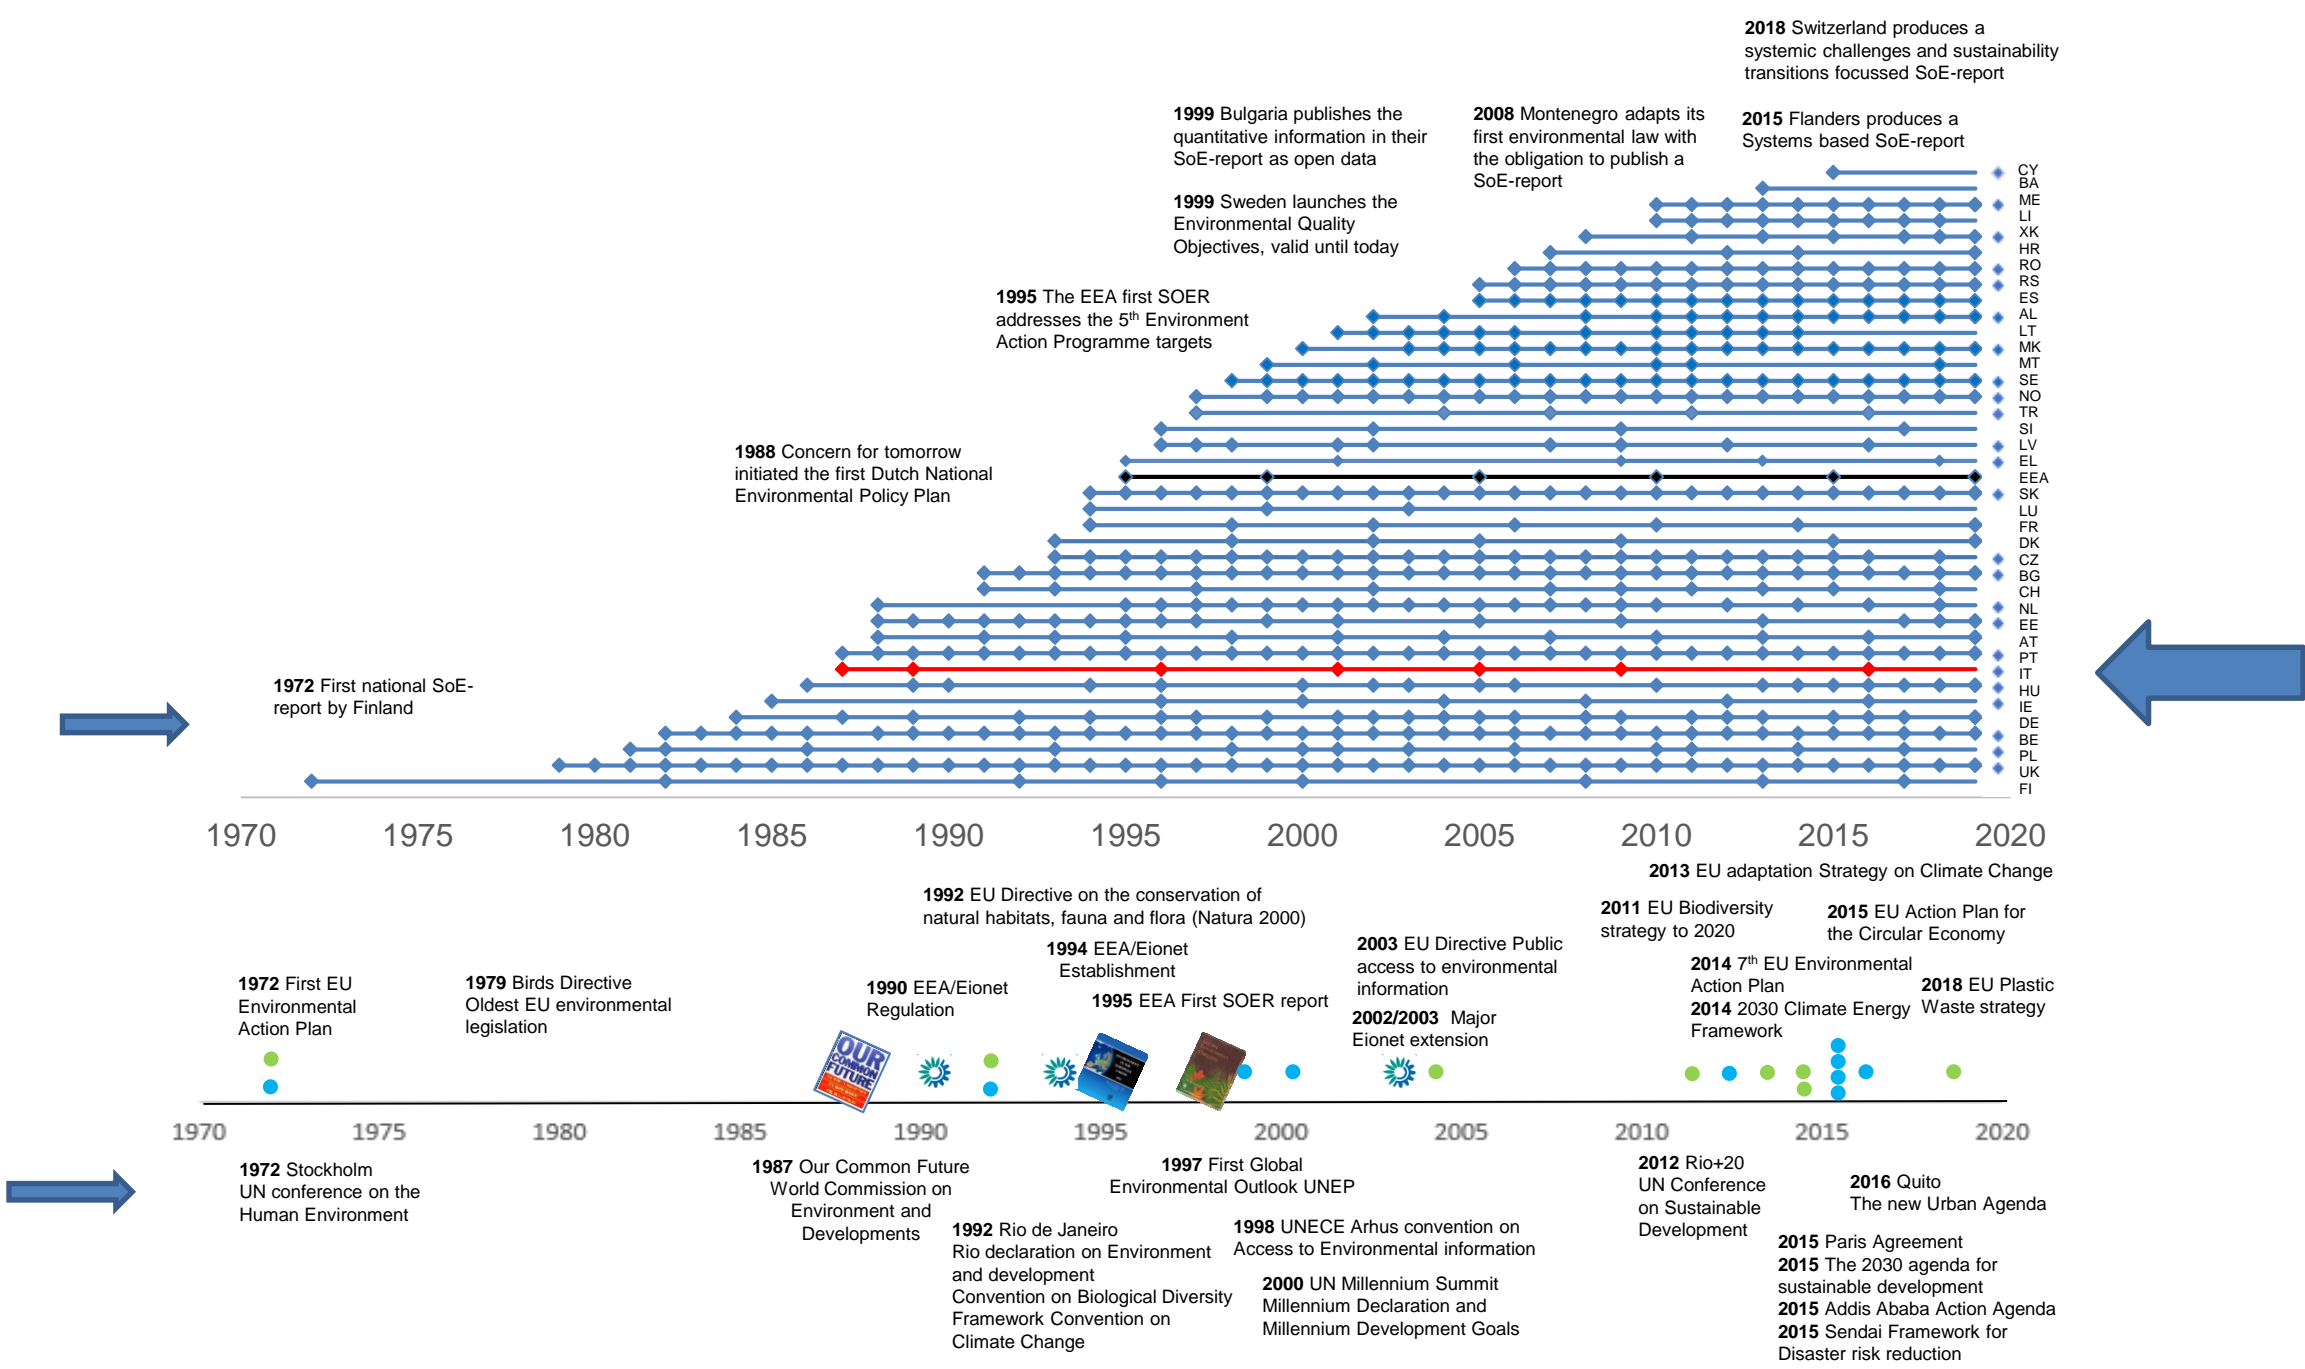 2018 Switzerland produces a
systemic challenges and sustainability
transitions focussed SoE-report
1999 Bulgaria publishes the
quantitative information in their
SoE-report as open data
2008 Montenegro adapts its
first environmental law with
the obligation to publish a
SoE-report
2015 Flanders produces a
Systems based SoE-report
1999 Sweden launches the
Environmental Quality
Objectives, valid until today
1995 The EEA first SOER
addresses the 5th Environment
Action Programme targets
1988 Concern for tomorrow
initiated the first Dutch National
Environmental Policy Plan
1972 First national SoE-
report by Finland
CY
BA
ME
LI
XK
HR
RO
RS
ES
AL
LT
MK
MT
SE
NO
TR
SI
LV
EL
EEA
SK
LU
FR
DK
CZ
BG
CH
NL
EE
AT
PT
IT
HU
IE
DE
BE
PL
UK
FI
1970 1975 1980 1985 1990 1995 2000 2005 2010 2015 2020
2013 EU adaptation Strategy on Climate Change
1992 EU Directive on the conservation of
natural habitats, fauna and flora (Natura 2000)
2011 EU Biodiversity
strategy to 2020
2015 EU Action Plan for
the Circular Economy
1994 EEA/Eionet
Establishment
2003 EU Directive Public
access to environmental
information
2014 7th EU Environmental
Action Plan
2014 2030 Climate Energy
Framework
2018 EU Plastic
Waste strategy
1972 First EU
Environmental
Action Plan
1979 Birds Directive
Oldest EU environmental
legislation
1990 EEA/Eionet
Regulation
1995 EEA First SOER report
2002/2003 Major
Eionet extension
OUR
COMMON
FUTURE
1970 1975 1980 1985 1990 1995 2000 2005 2010 2015 2020
1972 Stockholm
UN conference on the
Human Environment
1987 Our Common Future
World Commission on
Environment and
Developments
1997 First Global
Environmental Outlook UNEP
2012 Rio+20
UN Conference
on Sustainable
Development
2016 Quito
The new Urban Agenda
1992 Rio de Janeiro
Rio declaration on Environment
and development
Convention on Biological Diversity
Framework Convention on
Climate Change
1998 UNECE Arhus convention on
Access to Environmental information
2000 UN Millennium Summit
Millennium Declaration and
Millennium Development Goals
2015 Paris Agreement
2015 The 2030 agenda for
sustainable development
2015 Addis Ababa Action Agenda
2015 Sendai Framework for
Disaster risk reduction